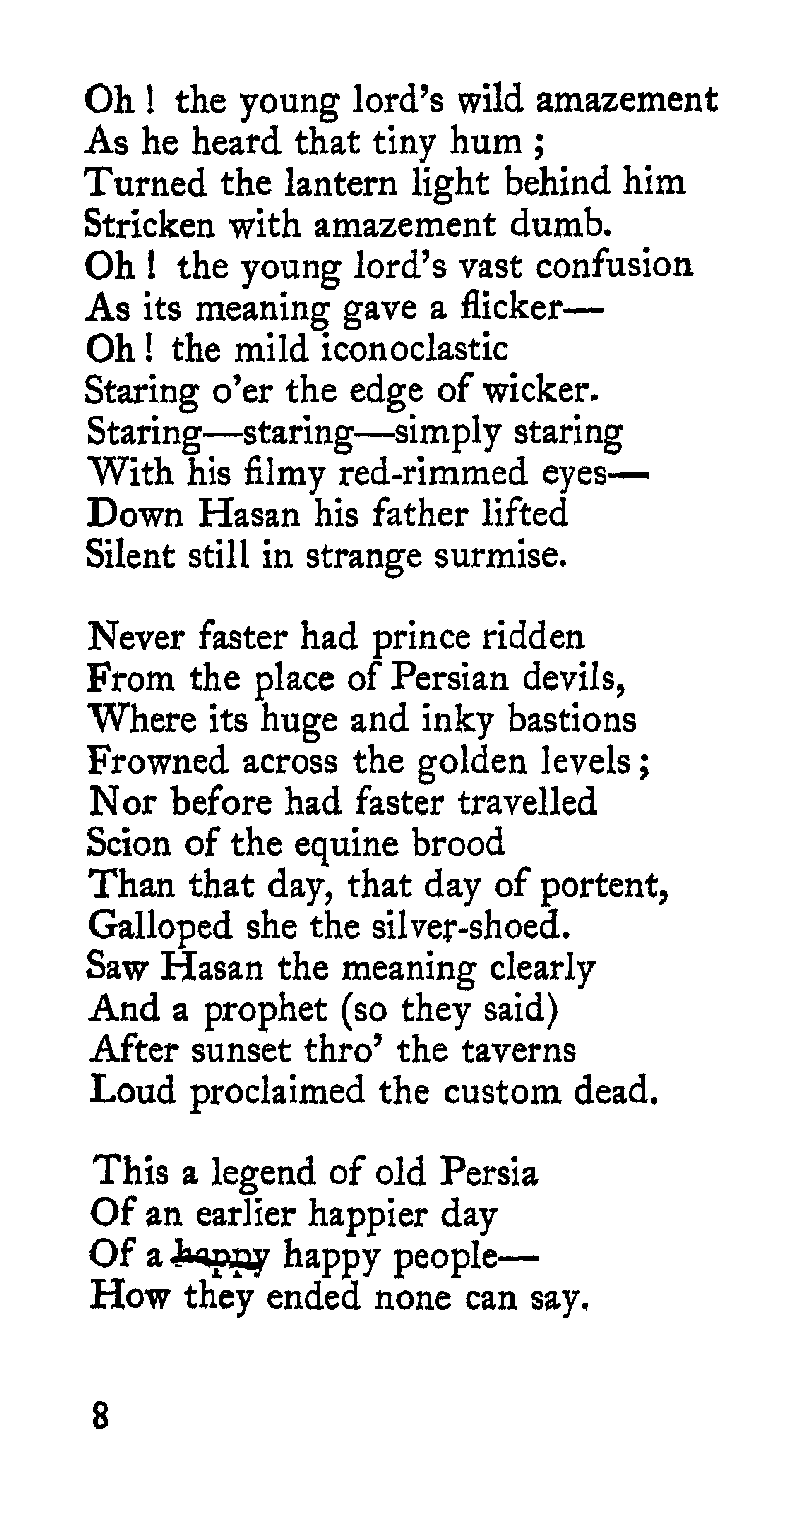 Oh ! the young lord's wild amazement
As he heard that tiny hum ;
Turned the lantern light behind him
Stricken with amazement dumb.
Oh ! the young lord's vast confusion
As its meaning gave a flicker—
Oh ! the mild iconoclastic
Staring o'er the edge of wicker.
Staring—staring—simply staring
With his filmy red-rimmed eyes—
Down Hasan his father lifted
Silent still in strange surmise.

Never faster had prince ridden
From the place of Persian devils,
Where its huge and inky bastions
Frowned across the golden levels ;
Nor before had faster travelled
Scion of the equine brood
Than that day, that day of portent,
Galloped she the silver-shoed.
Saw Hasan the meaning clearly
And a prophet (so they said)
After sunset thro' the taverns
Loud proclaimed the custom dead.

This a legend of old Persia
Of an earlier happier day
Of a happy happy people—
How they ended none can say.

8